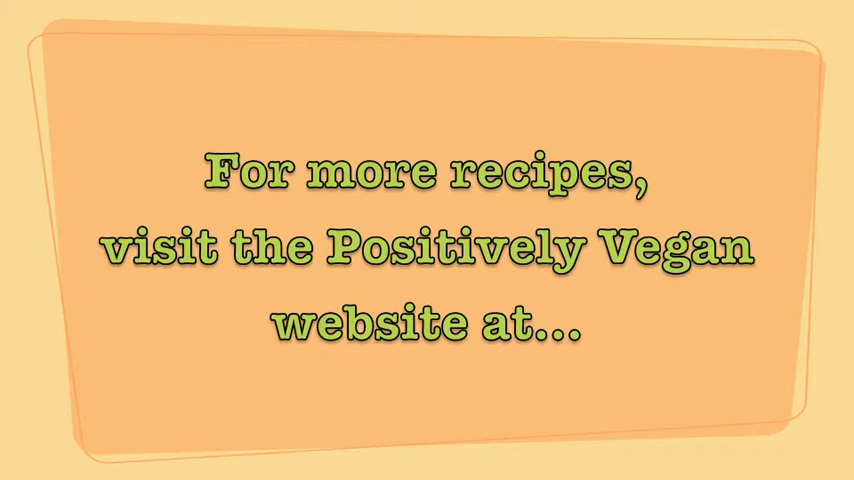 For more recipes,
visit the Positively Vegan
website at...